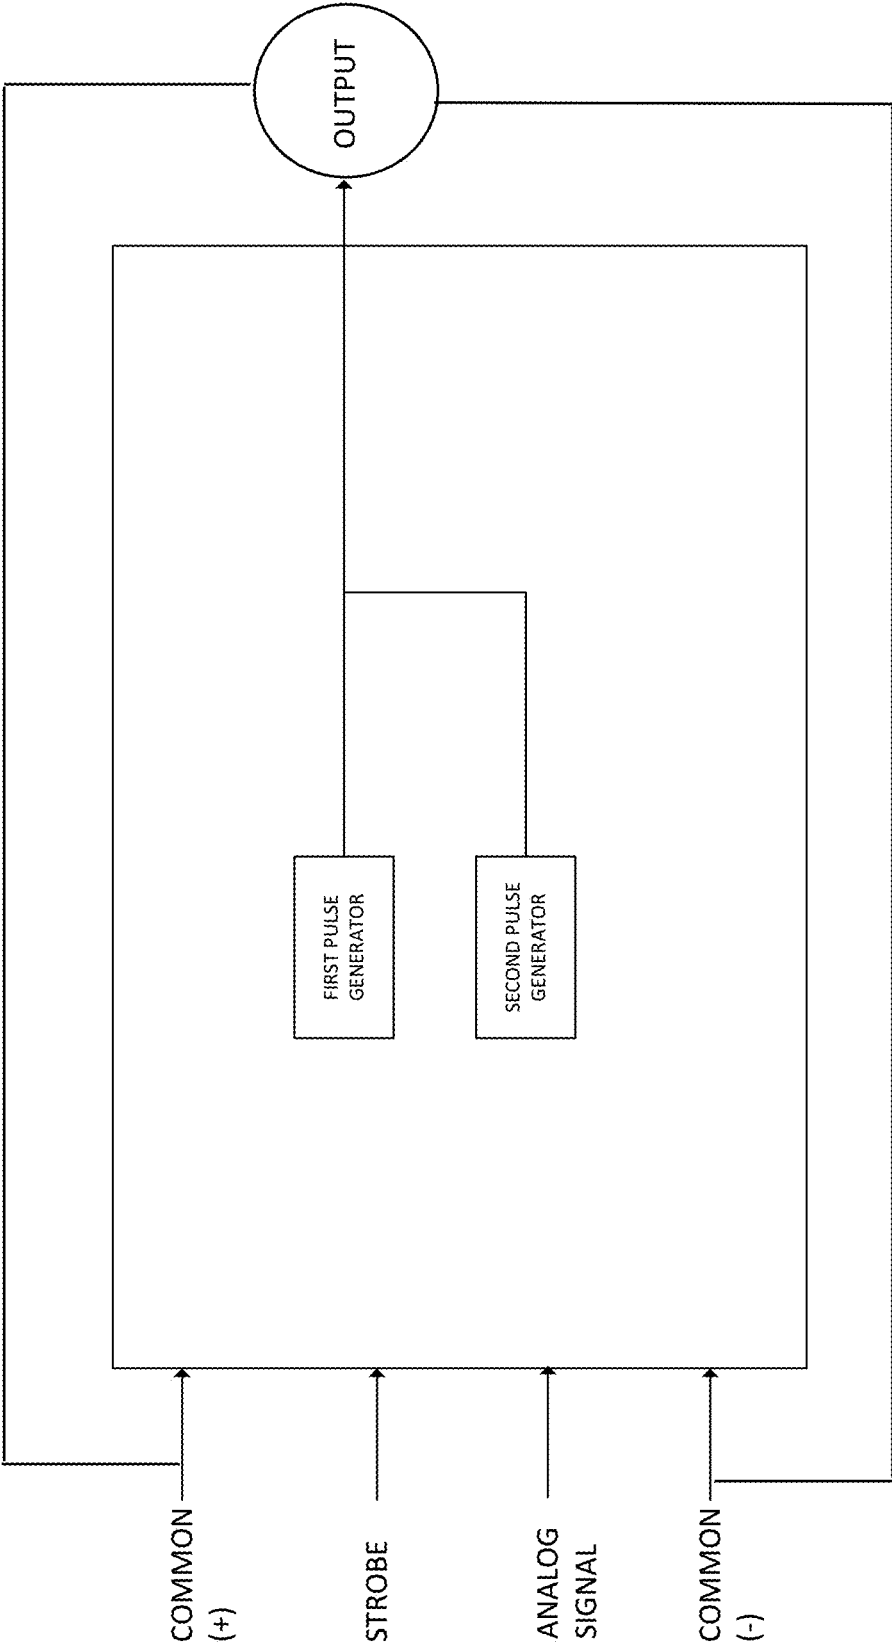 OUTPUT
FIRST PULSE
GENERATOR
SECOND PULSE
GENERATOR
COMMON
(+)
STROBE
ANALOG
SIGNAL
COMMON
(-)